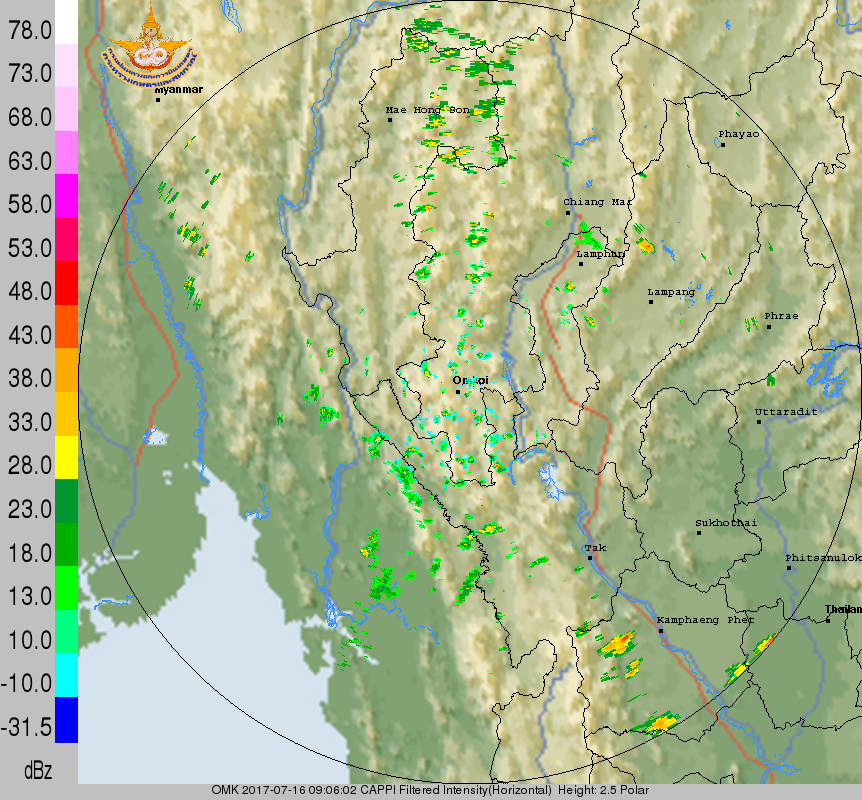 78.0
73.0
68.0
63.0
58.0
53.0
48.0
43.0
38.0
33.0
28.0
23.0
18.0
13.0
10.0
-10.0
-31.5
dBz
myanmar
Mae Hong Son
Phayao
Chiang Mai
Lamphun
Lampang
Phrae
Omkoi
Uttaradit
Sukhothai
Tak
Phitsanulok
Kamphaeng Phet
OMK 2017-07-16 09:06:02 CAPPI Filtered Intensity(Horizontal) Height: 2.5 Polar